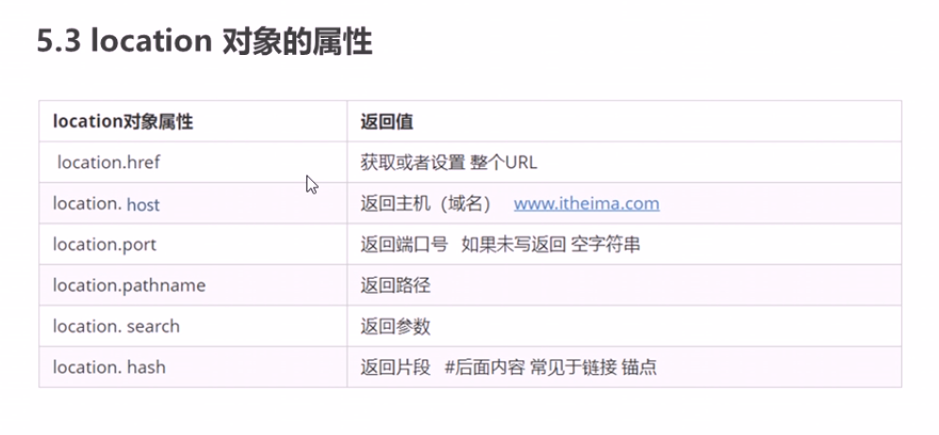 5.3 location 对象的属性
location对象属性 返回值
location.href 获取或者设置 整个URL
location. host 返回主机（域名） www.itheima.com
location.port 返回端口号 如果未写返回 空字符串
location.pathname 返回路径
location. search 返回参数
location. hash 返回片段 #后面内容 常见于链接 锚点